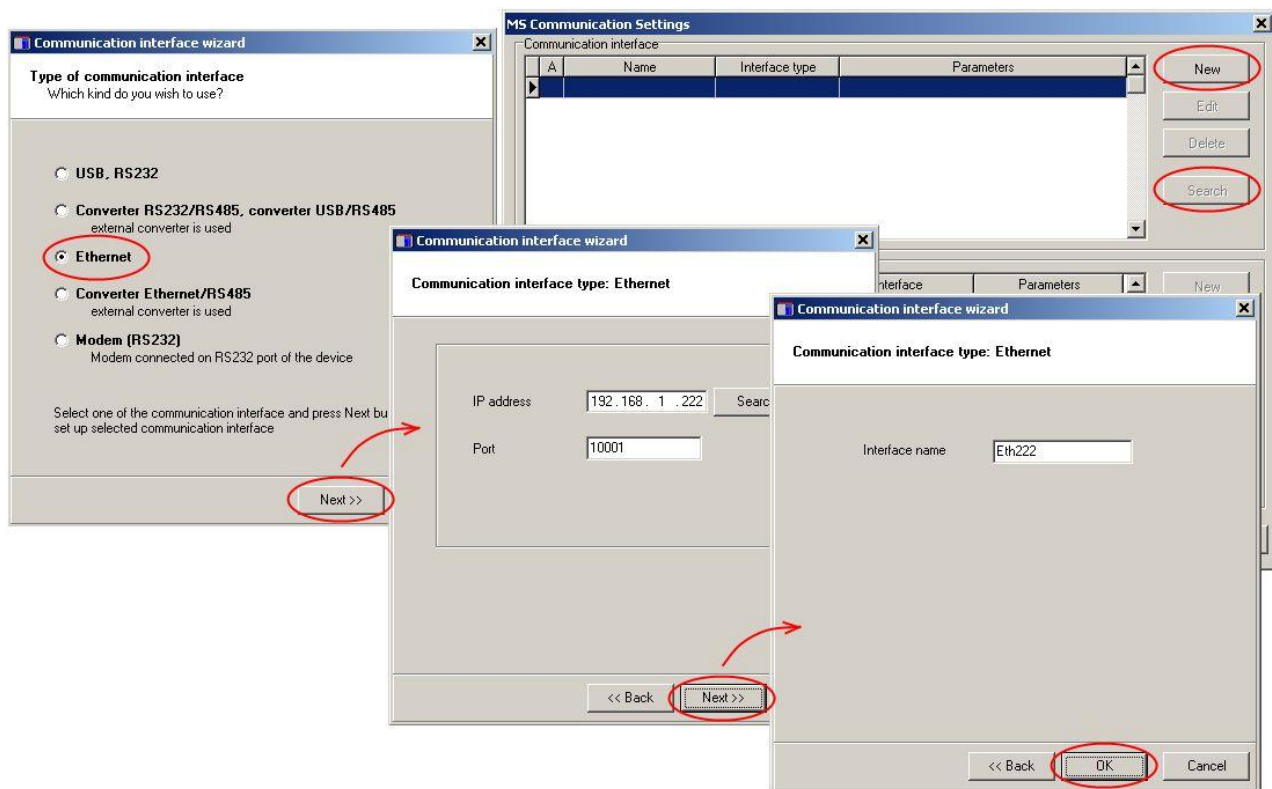 Communication interface wizard
Type of communication interface
Which kind do you wish to use?
USB, RS232
Converter RS232/RS485, converter USB/RS485
external converter is used
Ethernet
Converter Ethernet/RS485
external converter is used
Modem (RS232)
Modem connected on RS232 port of the device
Select one of the communication interface and press Next bu
set up selected communication interface
Next >>
MS Communication Settings
Communication interface
A Name Interface type Parameters
New
Edit
Delete
Search
nterface Parameters
New
Communication interface wizard
Communication interface type: Ethernet
IP address 192.168. 1 .222 Searc
Port 10001
<< Back Next >>
Communication interface wizard
Communication interface type: Ethernet
Interface name Eth222
<< Back OK Cancel